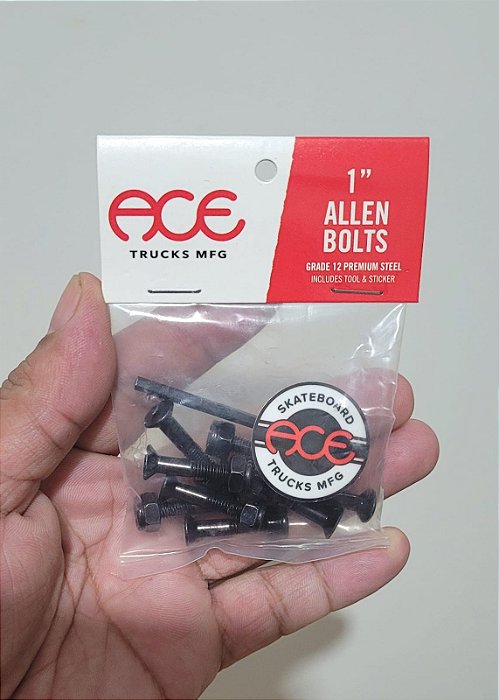 ACE
TRUCKS MFG
1”
ALLEN
BOLTS
GRADE 12 PREMIUM STEEL
INCLUDES TOOL & STICKER
SKATEBOARD
ACE
TRUCKS MFG